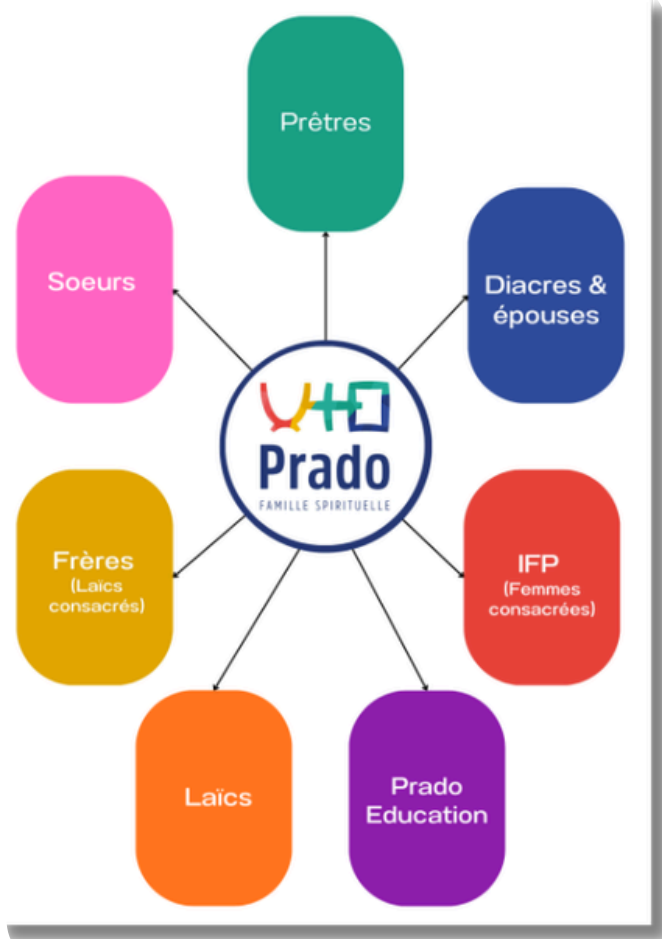 Prêtres
Soeurs
Diacres &
épouses
Prado
FAMILLE SPIRITUELLE
Frères
(Laïcs
consacrés)
IFP
(Femmes
consacrées)
Laïcs
Prado
Education